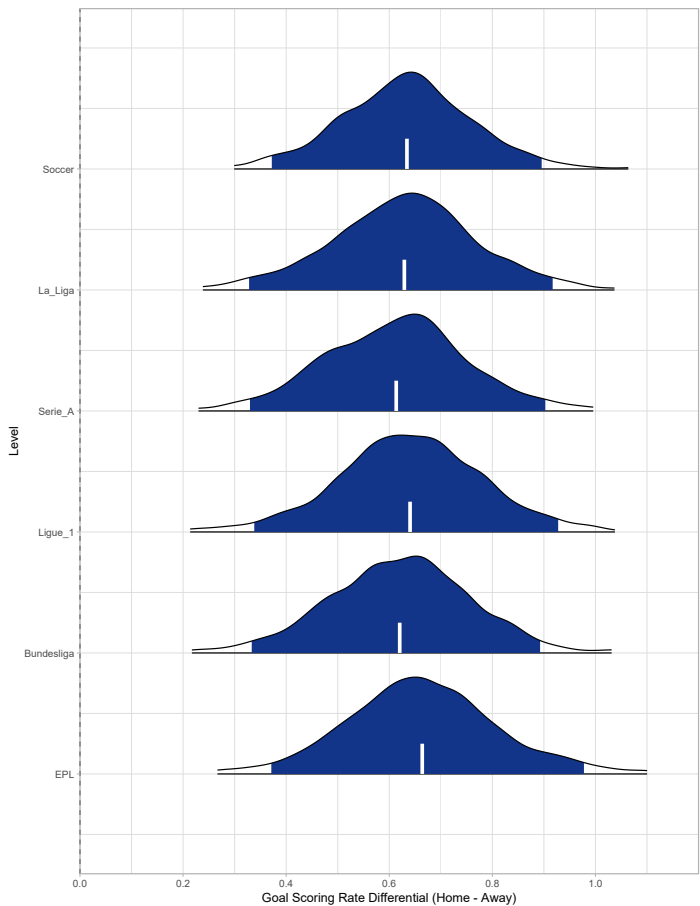 Soccer
La_Liga
Serie_A
Level
Ligue_1
Bundesliga
EPL
0.0 0.2 0.4 0.6 0.8 1.0
Goal Scoring Rate Differential (Home - Away)